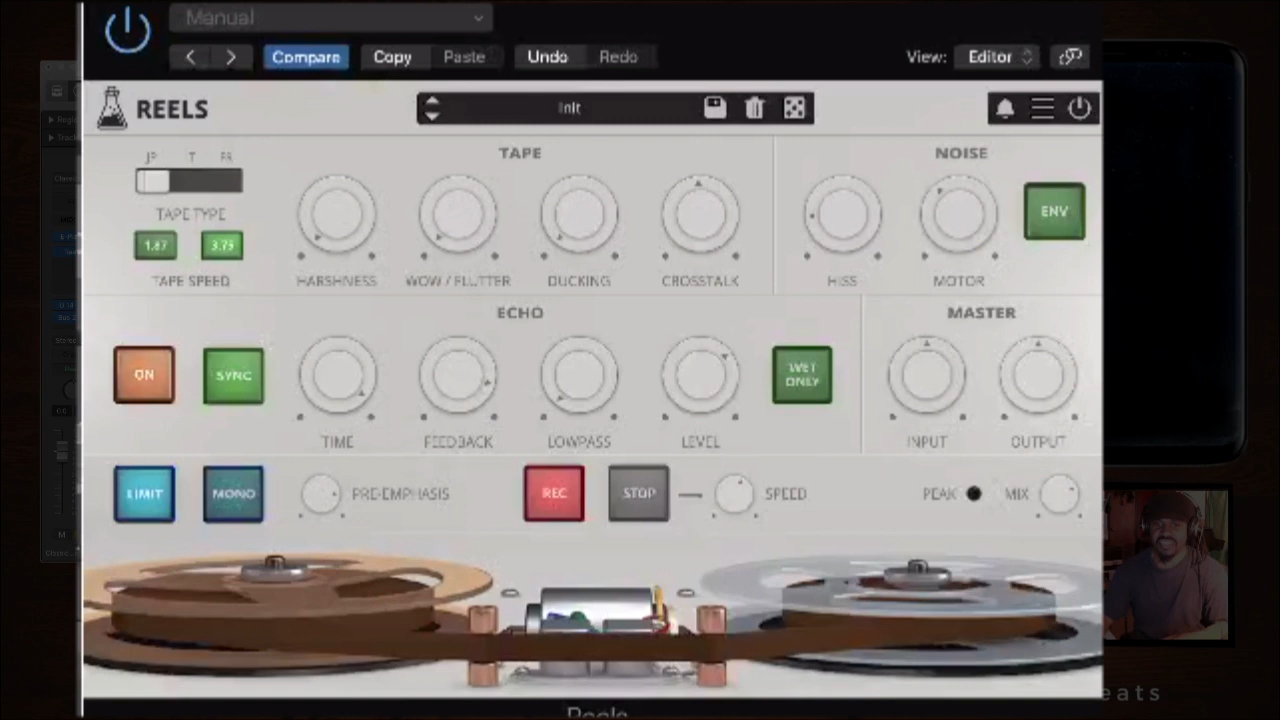 Manual
Compare Copy Paste Undo Redo View: Editor
REELS Init
JP T FR TAPE NOISE
TAPE TYPE ENV
1.87 3.75
TAPE SPEED HARSHNESS WOW / FLUTTER DUCKING CROSSTALK HISS MOTOR
ECHO MASTER
ON SYNC WET ONLY
TIME FEEDBACK LOWPASS LEVEL INPUT OUTPUT
LIMIT MONO PRE-EMPHASIS REC STOP SPEED PEAK MIX
eats
Reels